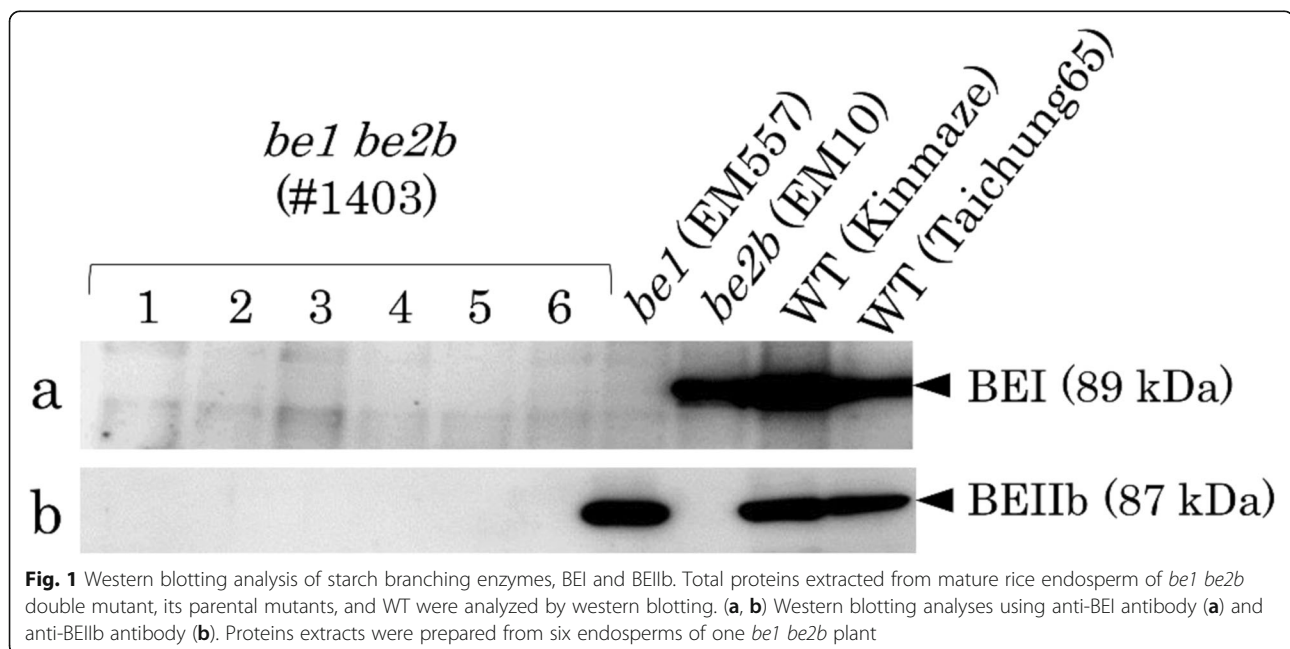 be1 be2b
(#1403)
be1 (EM557)
be2b (EM10)
WT (Kinmaze)
WT (Taichung65)
1 2 3 4 5 6
a
BEI (89 kDa)
b
BEIIb (87 kDa)
Fig. 1 Western blotting analysis of starch branching enzymes, BEI and BEIIb. Total proteins extracted from mature rice endosperm of be1 be2b
double mutant, its parental mutants, and WT were analyzed by western blotting. (a, b) Western blotting analyses using anti-BEI antibody (a) and
anti-BEIIb antibody (b). Proteins extracts were prepared from six endosperms of one be1 be2b plant